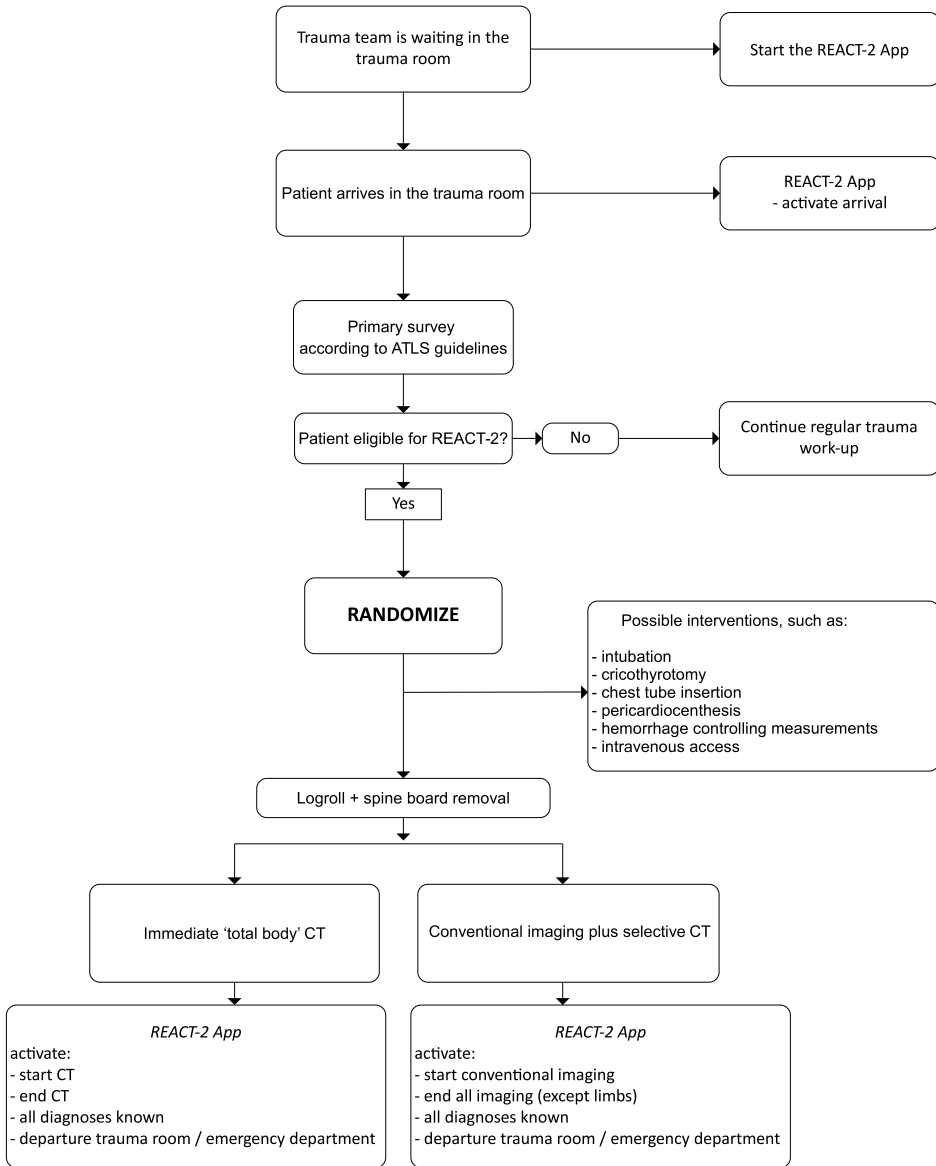 Trauma team is waiting in the
trauma room
Start the REACT-2 App
Patient arrives in the trauma room
REACT-2 App
- activate arrival
Primary survey
according to ATLS guidelines
Patient eligible for REACT-2?
No
Continue regular trauma
work-up
Yes
RANDOMIZE
Possible interventions, such as:
- intubation
- cricothyrotomy
- chest tube insertion
- pericardiocenthesis
- hemorrhage controlling measurements
- intravenous access
Logroll + spine board removal
Immediate ‘total body’ CT
Conventional imaging plus selective CT
REACT-2 App
activate:
- start CT
- end CT
- all diagnoses known
- departure trauma room / emergency department
REACT-2 App
activate:
- start conventional imaging
- end all imaging (except limbs)
- all diagnoses known
- departure trauma room / emergency department